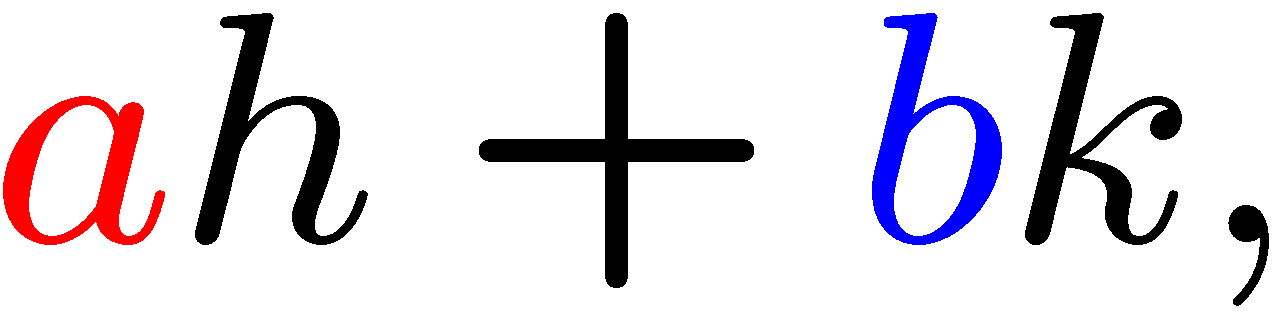 ah + bk,